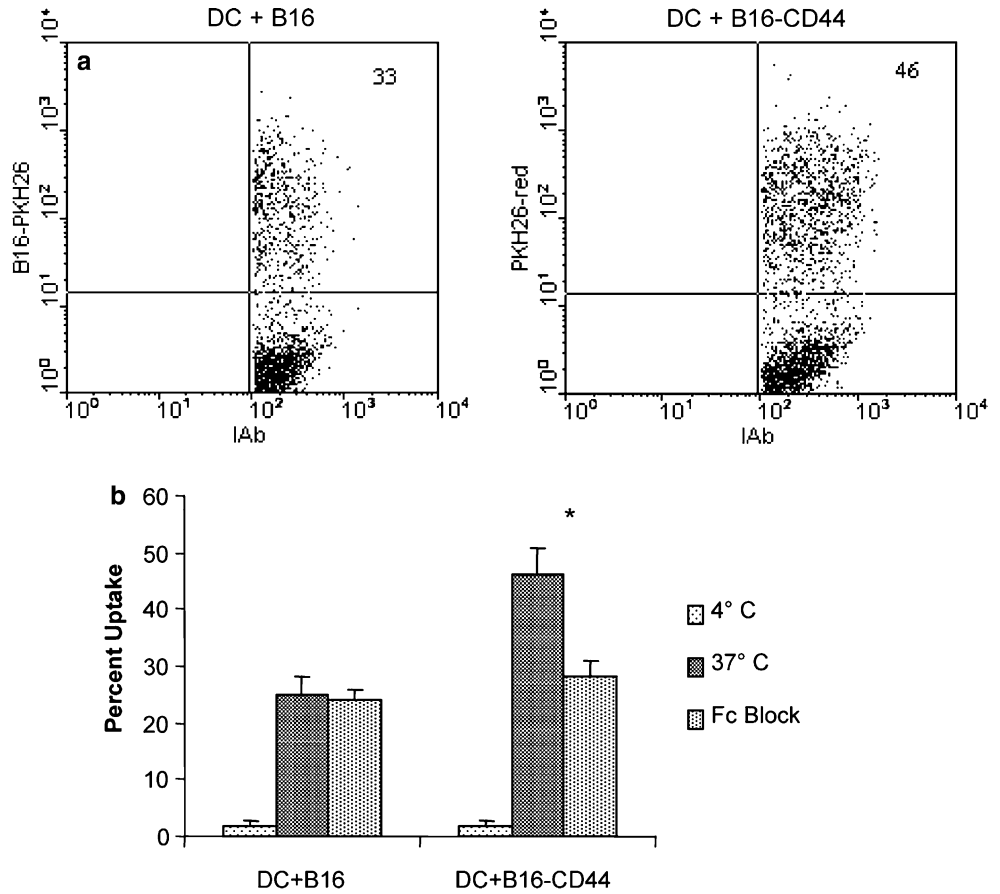 DC + B16
a
33
B16-PKH26
10⁴
10³
10²
10¹
10⁰
10⁰ 10¹ 10² 10³ 10⁴
IAb
DC + B16-CD44
46
PKH26-red
10⁴
10³
10²
10¹
10⁰
10⁰ 10¹ 10² 10³ 10⁴
IAb
b
Percent Uptake
60
50
40
30
20
10
0
*
DC+B16
DC+B16-CD44
4° C
37° C
Fc Block